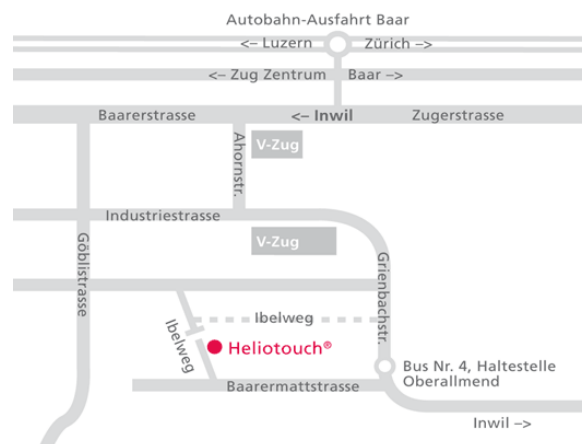 Autobahn-Ausfahrt Baar
<– Luzern Zürich –>
<– Zug Zentrum Baar –>
Baarerstrasse <– Inwil Zugerstrasse
Ahornstr.
V-Zug
Industriestrasse
Göblistrasse
V-Zug
Grienbachstr.
Ibelweg
Ibelweg
Heliotouch®
Bus Nr. 4, Haltestelle
Oberallmend
Baarermattstrasse
Inwil –>